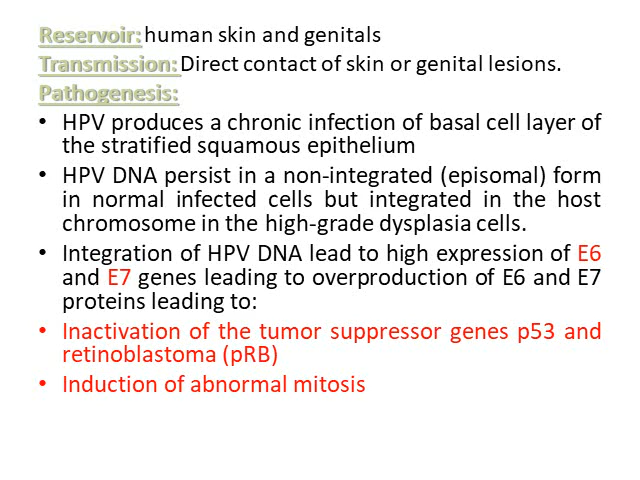 Reservoir: human skin and genitals
Transmission: Direct contact of skin or genital lesions.
Pathogenesis:
• HPV produces a chronic infection of basal cell layer of
the stratified squamous epithelium
• HPV DNA persist in a non-integrated (episomal) form
in normal infected cells but integrated in the host
chromosome in the high-grade dysplasia cells.
• Integration of HPV DNA lead to high expression of E6
and E7 genes leading to overproduction of E6 and E7
proteins leading to:
• Inactivation of the tumor suppressor genes p53 and
retinoblastoma (pRB)
• Induction of abnormal mitosis